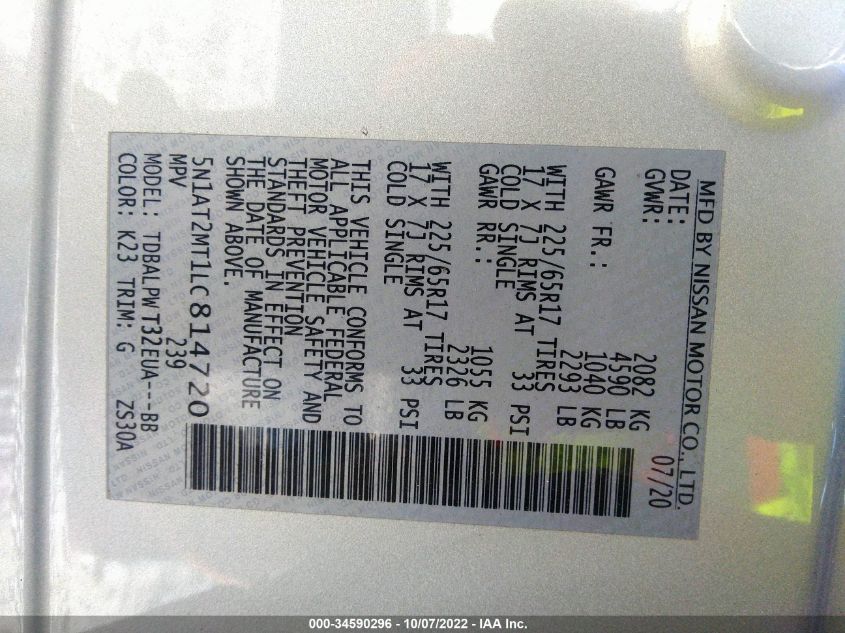 MFD BY NISSAN MOTOR CO., LTD.
DATE: 07/20
GVWR: 2082 KG
4590 LB
GAWR FR.: 1040 KG
2293 LB
WITH 225/65R17 TIRES
17 X 7J RIMS AT 33 PSI
COLD SINGLE
GAWR RR.: 1055 KG
2326 LB
WITH 225/65R17 TIRES
17 X 7J RIMS AT 33 PSI
COLD SINGLE
THIS VEHICLE CONFORMS TO
ALL APPLICABLE FEDERAL
MOTOR VEHICLE SAFETY AND
THEFT PREVENTION
STANDARDS IN EFFECT ON
THE DATE OF MANUFACTURE
SHOWN ABOVE.
5N1AT2MT1LC814720
MPV 239
MODEL: TDBALPWT32EUA---BB
COLOR: K23 TRIM: G ZS30A
000-34590296 - 10/07/2022 - IAA Inc.